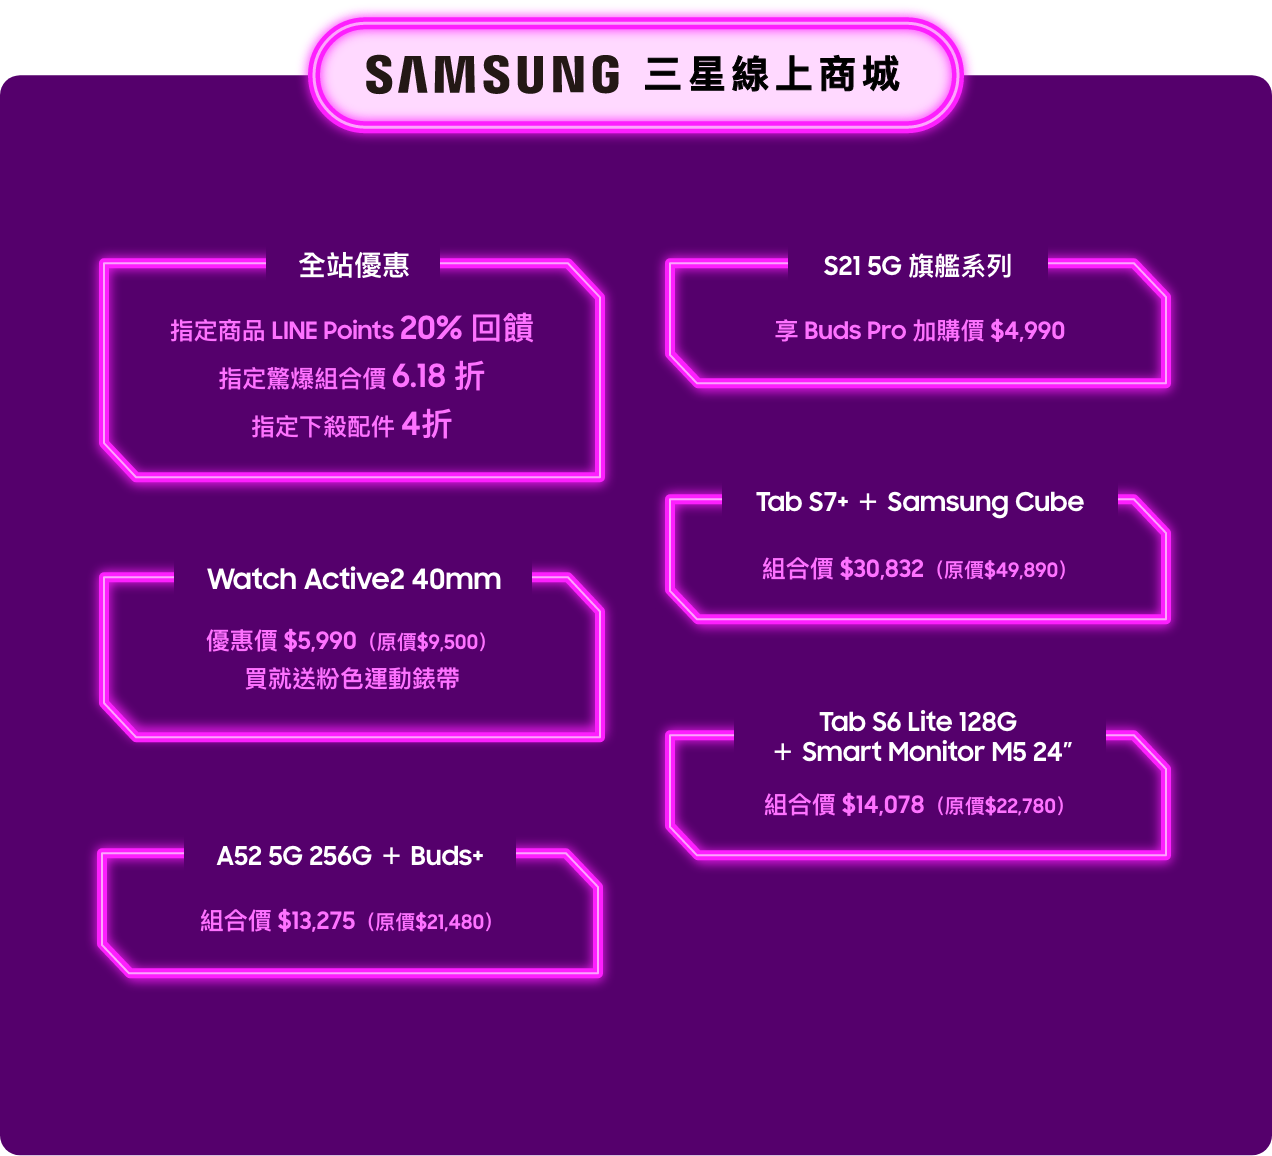 SAMSUNG 三星線上商城
全站優惠
指定商品 LINE Points 20% 回饋
指定驚爆組合價 6.18 折
指定下殺配件 4折
Watch Active2 40mm
優惠價 $5,990（原價$9,500）
買就送粉色運動錶帶
A52 5G 256G ＋ Buds+
組合價 $13,275（原價$21,480）
S21 5G 旗艦系列
享 Buds Pro 加購價 $4,990
Tab S7+ ＋ Samsung Cube
組合價 $30,832（原價$49,890）
Tab S6 Lite 128G
＋ Smart Monitor M5 24”
組合價 $14,078（原價$22,780）